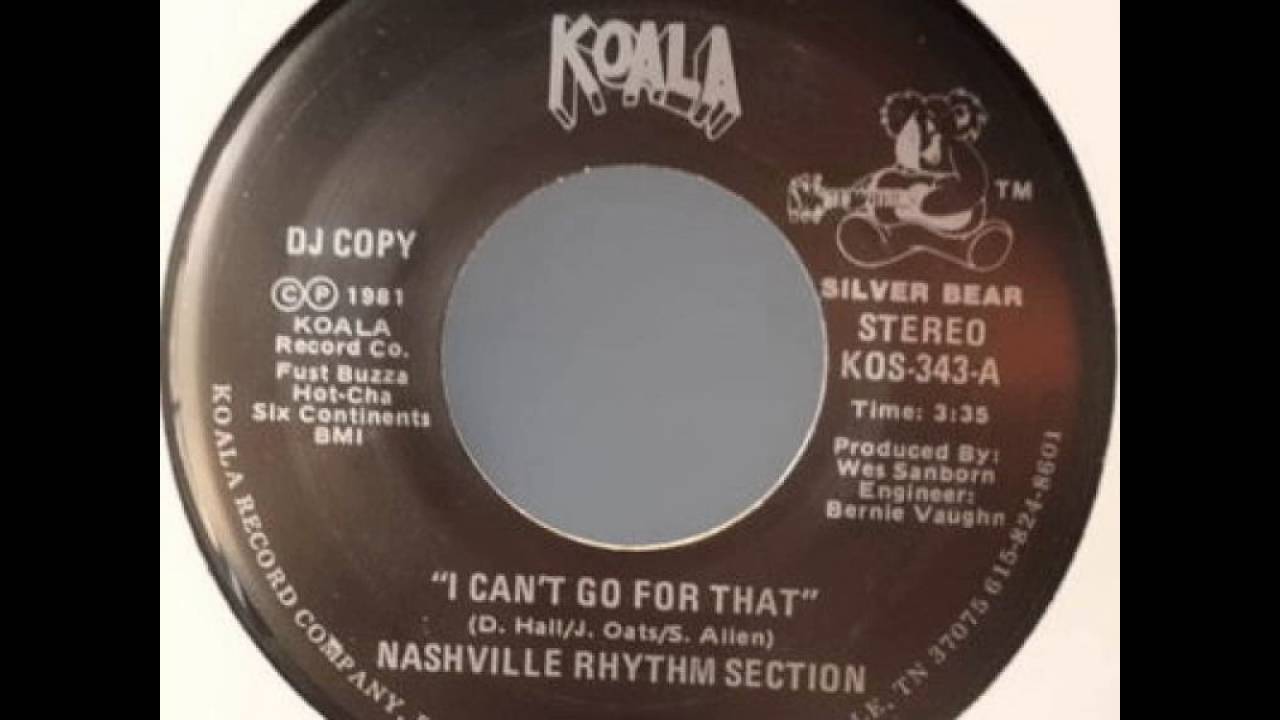 KOALA
TM
SILVER BEAR
STEREO
KOS-343-A
Time: 3:35
Produced By:
Wes Sanborn
Engineer:
Bernie Vaughn
DJ COPY
©℗ 1981
KOALA
Record Co.
Fust Buzza
Hot-Cha
Six Continents
BMI
"I CAN'T GO FOR THAT"
(D. Hall/J. Oats/S. Allen)
NASHVILLE RHYTHM SECTION
KOALA RECORD COMPANY, TN 37075 615-824-8601